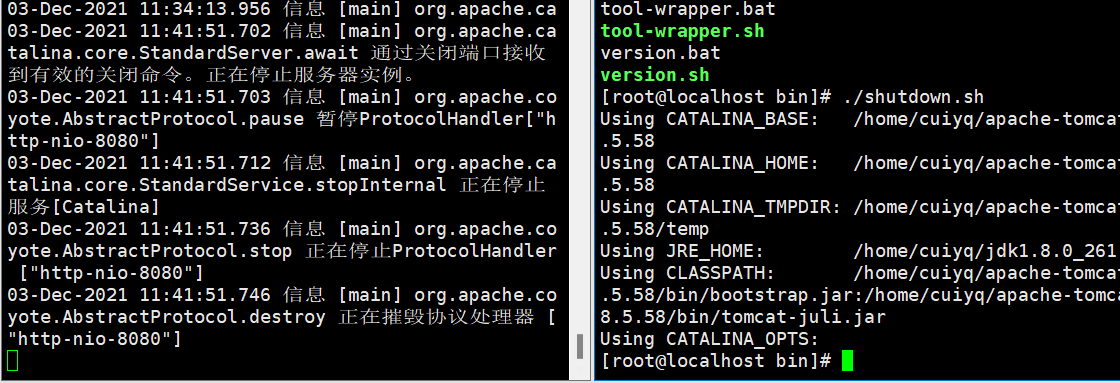 03-Dec-2021 11:34:13.956 信息 [main] org.apache.ca
03-Dec-2021 11:41:51.702 信息 [main] org.apache.ca
talina.core.StandardServer.await 通过关闭端口接收
到有效的关闭命令。正在停止服务器实例。
03-Dec-2021 11:41:51.703 信息 [main] org.apache.co
yote.AbstractProtocol.pause 暂停ProtocolHandler["h
ttp-nio-8080"]
03-Dec-2021 11:41:51.712 信息 [main] org.apache.ca
talina.core.StandardService.stopInternal 正在停止
服务[Catalina]
03-Dec-2021 11:41:51.736 信息 [main] org.apache.co
yote.AbstractProtocol.stop 正在停止ProtocolHandler
 ["http-nio-8080"]
03-Dec-2021 11:41:51.746 信息 [main] org.apache.co
yote.AbstractProtocol.destroy 正在摧毁协议处理器 [
"http-nio-8080"]
tool-wrapper.bat
tool-wrapper.sh
version.bat
version.sh
[root@localhost bin]# ./shutdown.sh
Using CATALINA_BASE:   /home/cuiyq/apache-tomcat
.5.58
Using CATALINA_HOME:   /home/cuiyq/apache-tomcat
.5.58
Using CATALINA_TMPDIR: /home/cuiyq/apache-tomcat
.5.58/temp
Using JRE_HOME:        /home/cuiyq/jdk1.8.0_261
Using CLASSPATH:       /home/cuiyq/apache-tomcat
.5.58/bin/bootstrap.jar:/home/cuiyq/apache-tomca
8.5.58/bin/tomcat-juli.jar
Using CATALINA_OPTS:
[root@localhost bin]#